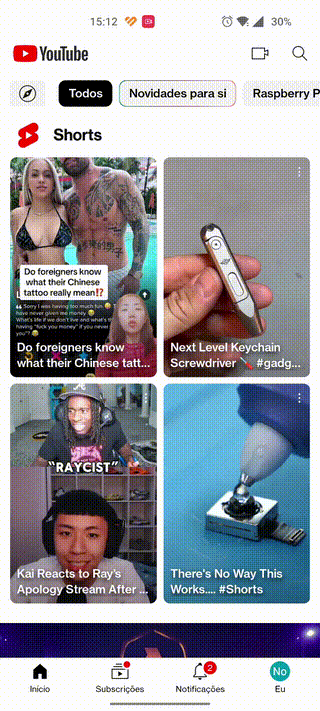 15:12
30%
YouTube
Todos
Novidades para si
Raspberry P
Shorts
Do foreigners know
what their Chinese
tattoo really mean⁉️
Sorry I was having too much fun
have never given me money
What's life if we don't live and what's th
having "fuck you money" if you never
you"?
Do foreigners know
what their Chinese tatt...
Next Level Keychain
Screwdriver 🪛 #gadg...
"RAYCIST"
Kai Reacts to Ray's
Apology Stream After ...
There's No Way This
Works.... #Shorts
Início
Subscrições
2
Notificações
No
Eu